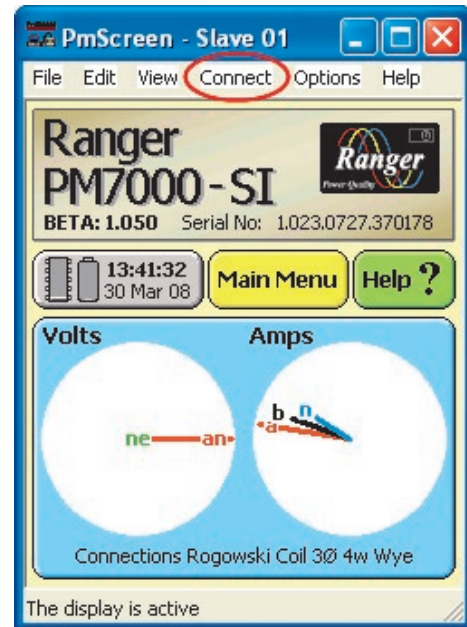 PmScreen - Slave 01
File Edit View Connect Options Help
Ranger
PM7000-SI
Ranger
Power Quality
BETA: 1.050 Serial No: 1.023.0727.370178
13:41:32
30 Mar 08
Main Menu
Help ?
Volts Amps
ne an
a b n
Connections Rogowski Coil 3Ø 4w Wye
The display is active